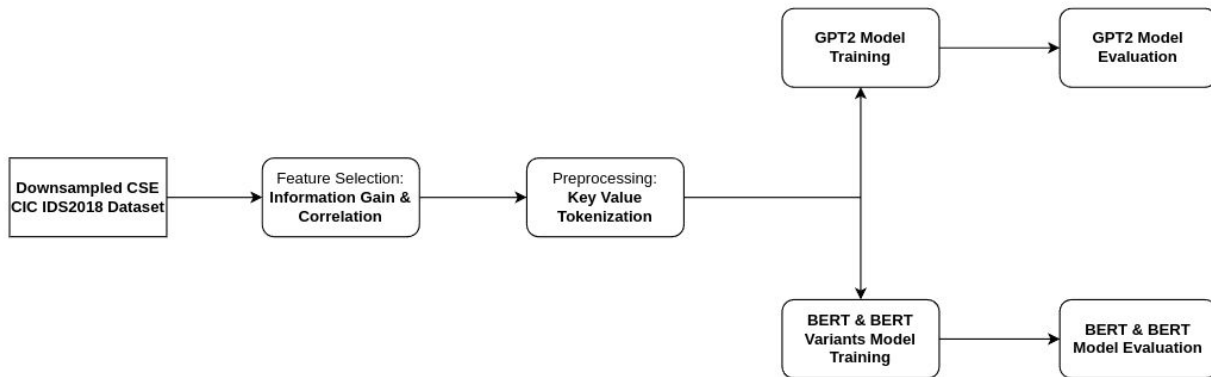 Downsampled CSE
CIC IDS2018 Dataset
Feature Selection:
Information Gain &
Correlation
Preprocessing:
Key Value
Tokenization
GPT2 Model
Training
GPT2 Model
Evaluation
BERT & BERT
Variants Model
Training
BERT & BERT
Model Evaluation